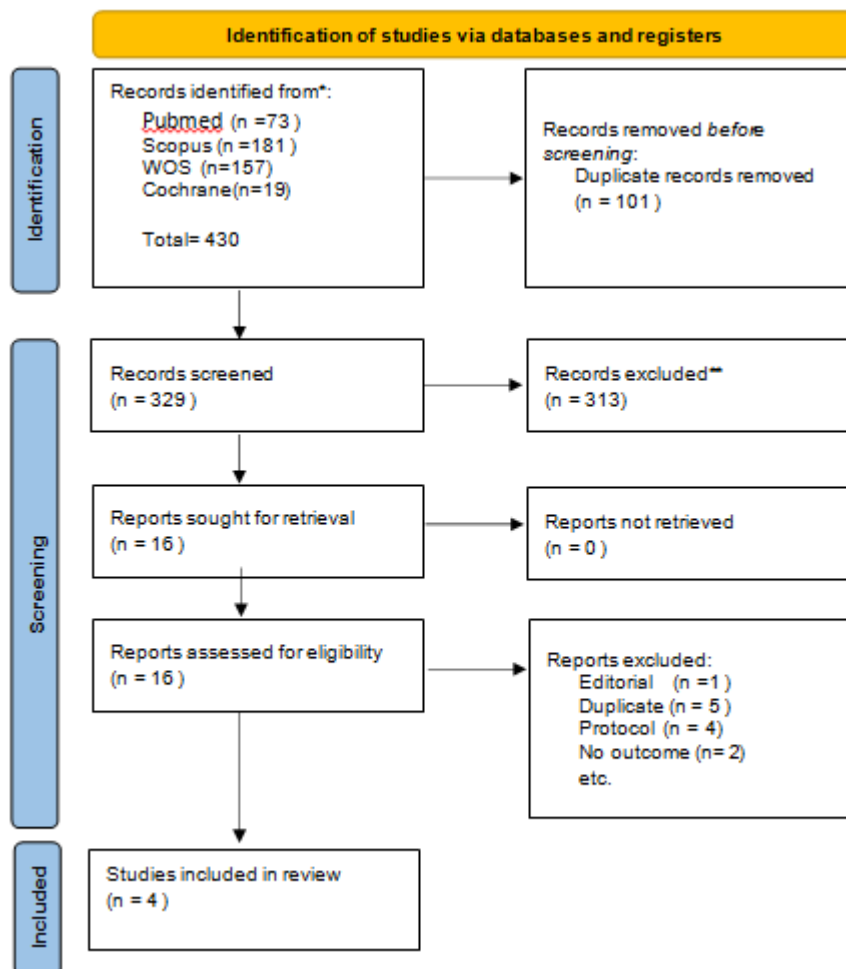 Identification of studies via databases and registers
Identification
Records identified from*:
Pubmed (n =73 )
Scopus (n =181 )
WOS (n=157)
Cochrane(n=19)
Total= 430
Records removed before
screening:
Duplicate records removed
(n = 101 )
Screening
Records screened
(n = 329 )
Records excluded**
(n = 313)
Reports sought for retrieval
(n = 16 )
Reports not retrieved
(n = 0 )
Reports assessed for eligibility
(n = 16 )
Reports excluded:
Editorial (n =1 )
Duplicate (n = 5 )
Protocol (n = 4)
No outcome (n= 2)
etc.
Included
Studies included in review
(n = 4 )